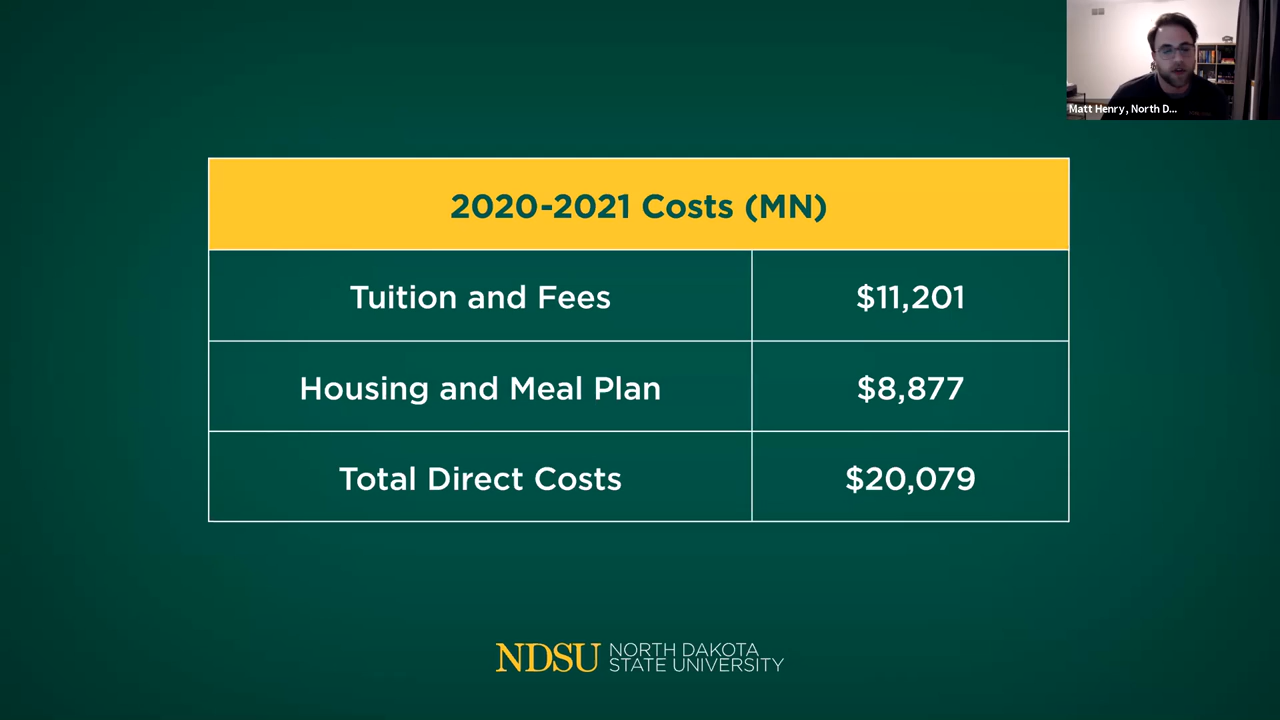 Matt Henry, North D...
2020-2021 Costs (MN)
Tuition and Fees $11,201
Housing and Meal Plan $8,877
Total Direct Costs $20,079
NDSU NORTH DAKOTA
STATE UNIVERSITY